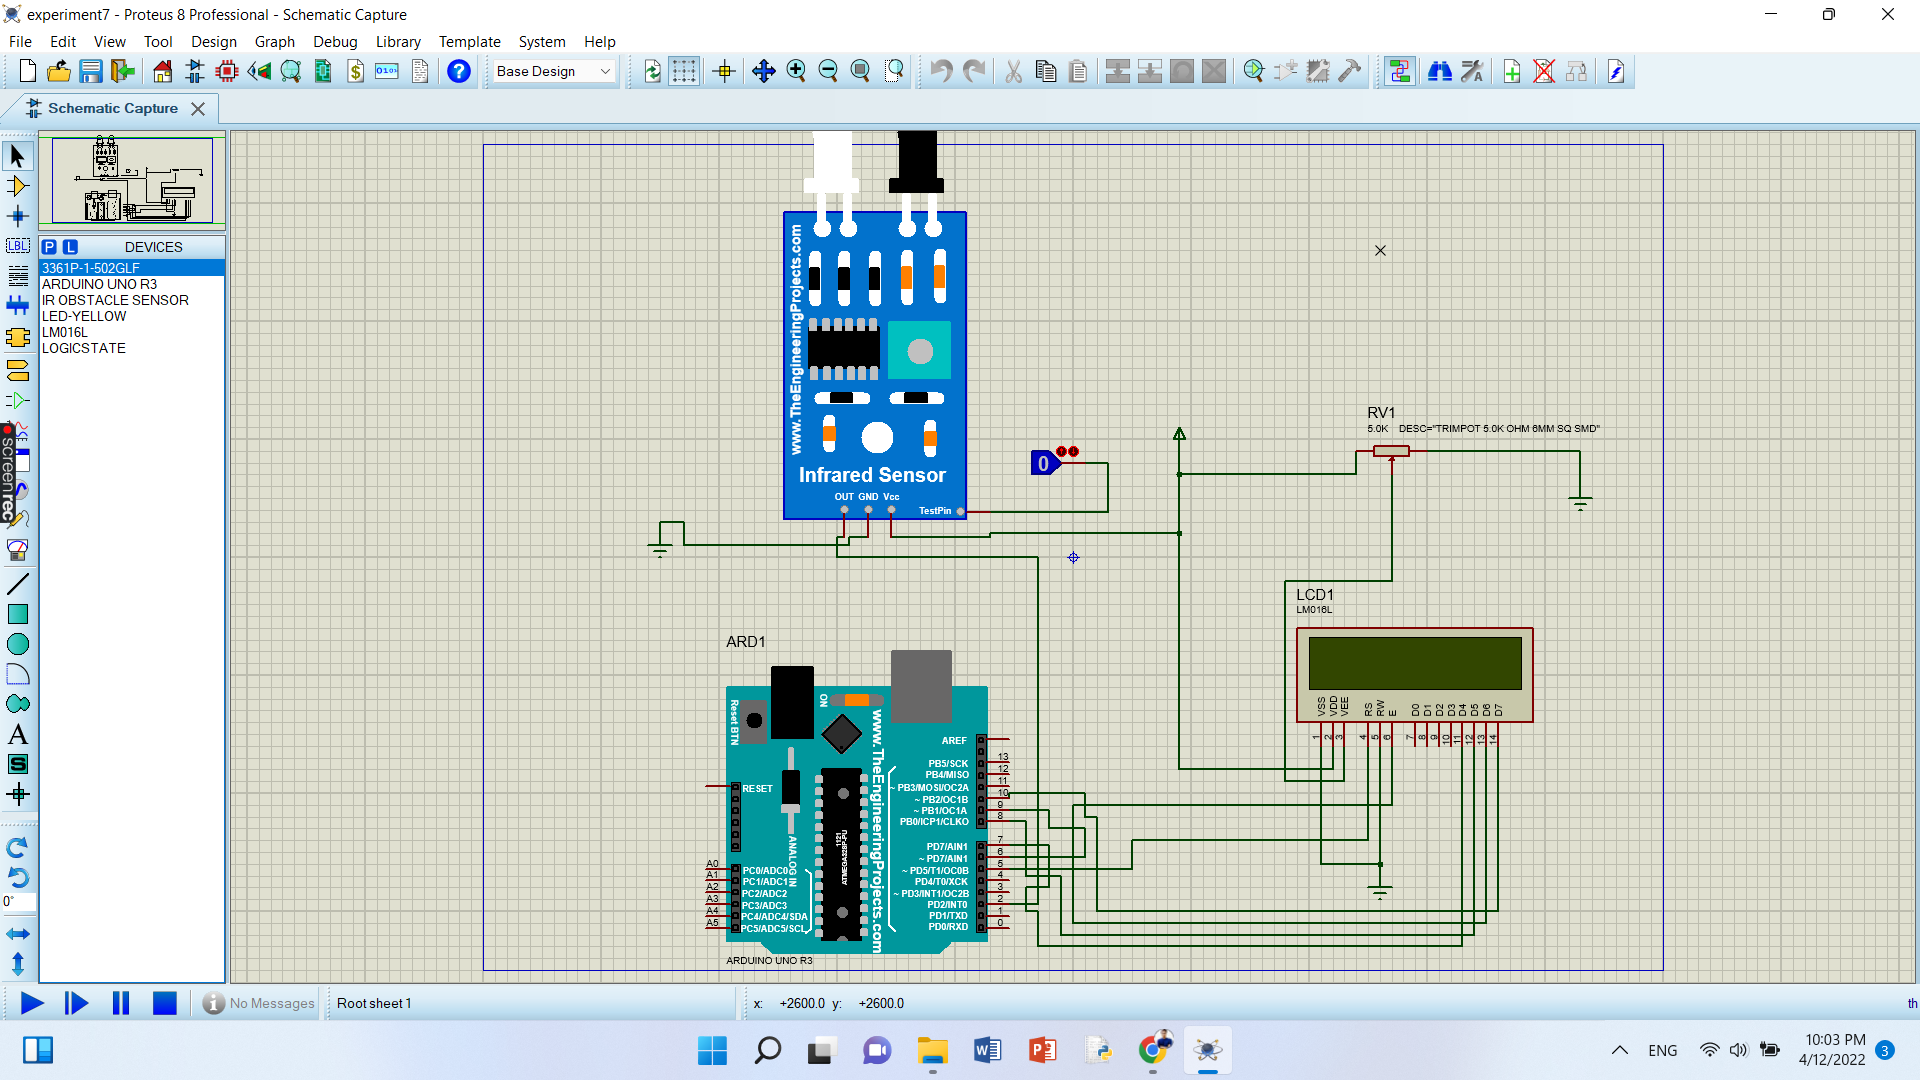 experiment7 - Proteus 8 Professional - Schematic Capture
File Edit View Tool Design Graph Debug Library Template System Help
Base Design
Schematic Capture
P L DEVICES
3361P-1-502GLF
ARDUINO UNO R3
IR OBSTACLE SENSOR
LED-YELLOW
LM016L
LOGICSTATE
LBL
A
S
0°
screenrec
www.TheEngineeringProjects.com
Infrared Sensor
OUT GND Vcc
TestPin
0
RV1
5.0K DESC="TRIMPOT 5.0K OHM 6MM SQ SMD"
LCD1
LM016L
VSS VDD VEE RS RW E D0 D1 D2 D3 D4 D5 D6 D7
1 2 3 4 5 6 7 8 9 10 11 12 13 14
ARD1
Reset BTN
ON
www.TheEngineeringProjects.com
AREF
PB5/SCK 13
PB4/MISO 12
~ PB3/MOSI/OC2A 11
~ PB2/OC1B 10
~ PB1/OC1A 9
PB0/ICP1/CLKO 8
RESET
ANALOG IN
1121
ATMEGA328P-PU
PD7/AIN1 7
~ PD7/AIN1 6
~ PD5/T1/OC0B 5
PD4/T0/XCK 4
~ PD3/INT1/OC2B 3
PD2/INT0 2
PD1/TXD 1
PD0/RXD 0
A0 PC0/ADC0
A1 PC1/ADC1
A2 PC2/ADC2
A3 PC3/ADC3
A4 PC4/ADC4/SDA
A5 PC5/ADC5/SCL
ARDUINO UNO R3
No Messages
Root sheet 1
x: +2600.0 y: +2600.0
th
ENG
10:03 PM
4/12/2022
3